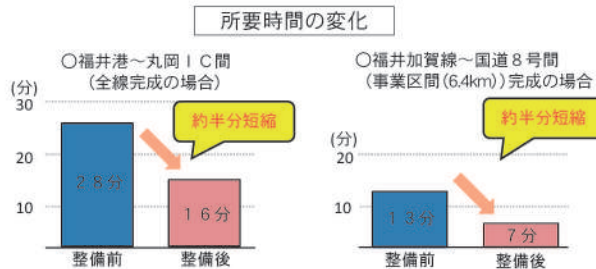 所要時間の変化
○福井港～丸岡ＩＣ間
（全線完成の場合）
(分)
30
20
10
約半分短縮
２８分
１６分
整備前
整備後
○福井加賀線～国道８号間
（事業区間(6.4km)）完成の場合
(分)
20
10
約半分短縮
１３分
７分
整備前
整備後